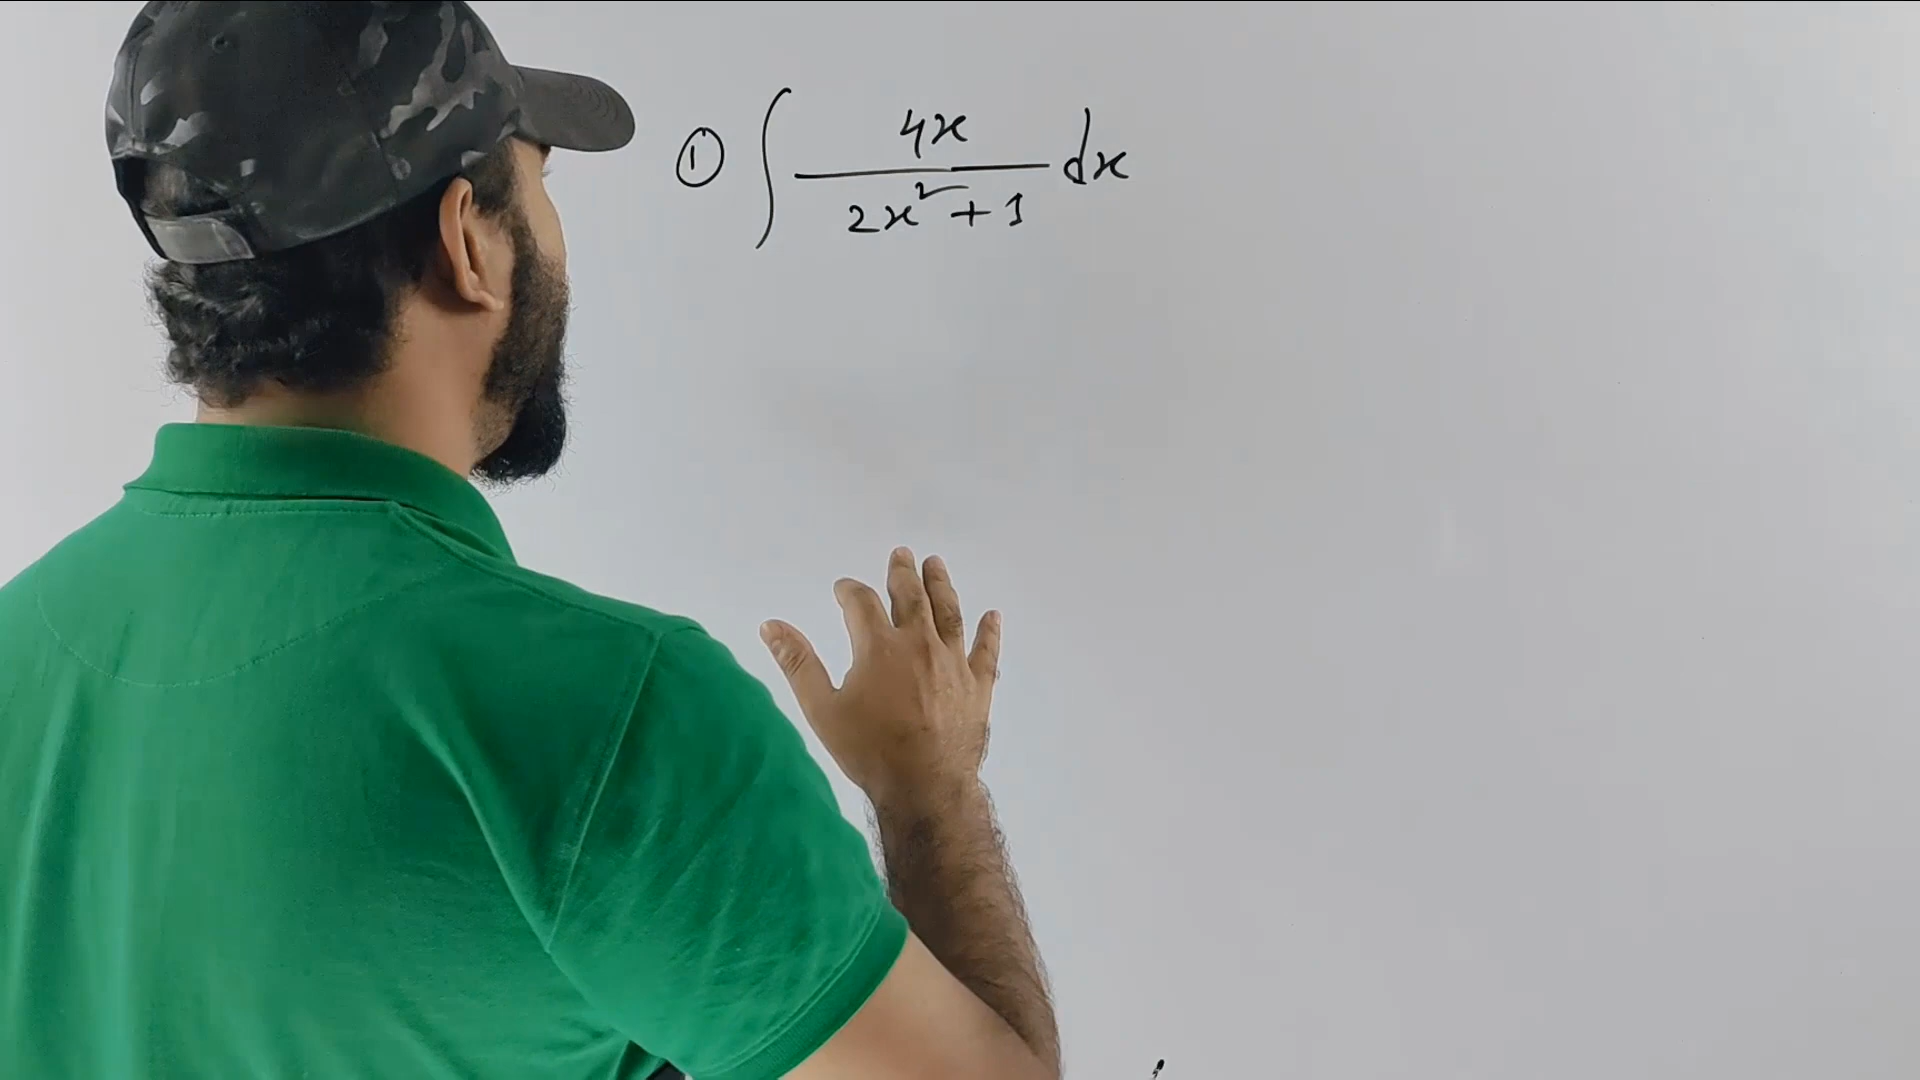 ① ∫ 4x / 2x² + 1 dx